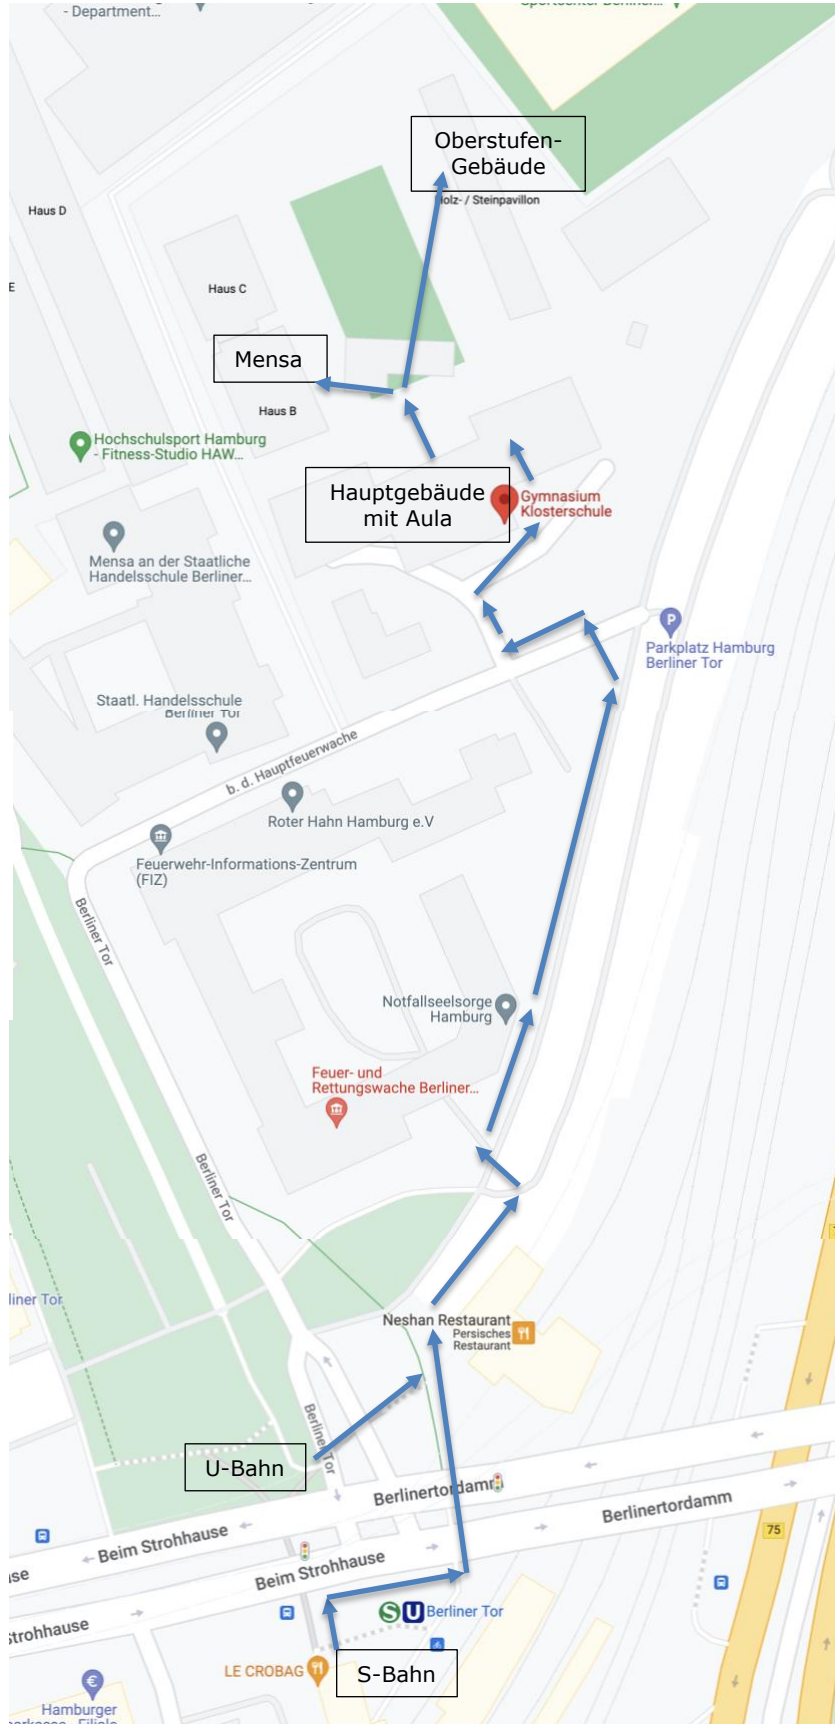 - Department...
Oberstufen-
Gebäude
Holz- / Steinpavillon
Haus D
E
Haus C
Mensa
Haus B
Hochschulsport Hamburg
- Fitness-Studio HAW...
Hauptgebäude
mit Aula
Gymnasium
Klosterschule
Mensa an der Staatliche
Handelsschule Berliner...
P
Parkplatz Hamburg
Berliner Tor
Staatl. Handelsschule
Berliner Tor
b. d. Hauptfeuerwache
Roter Hahn Hamburg e.V
Feuerwehr-Informations-Zentrum
(FIZ)
Berliner Tor
Notfallseelsorge
Hamburg
Feuer- und
Rettungswache Berliner...
Berliner Tor
liner Tor
Neshan Restaurant
Persisches
Restaurant
Berliner Tor
U-Bahn
Berlinertordamm
Berlinertordamm
75
Beim Strohhause
se
Beim Strohhause
strohhause
S U Berliner Tor
LE CROBAG
S-Bahn
€
Hamburger